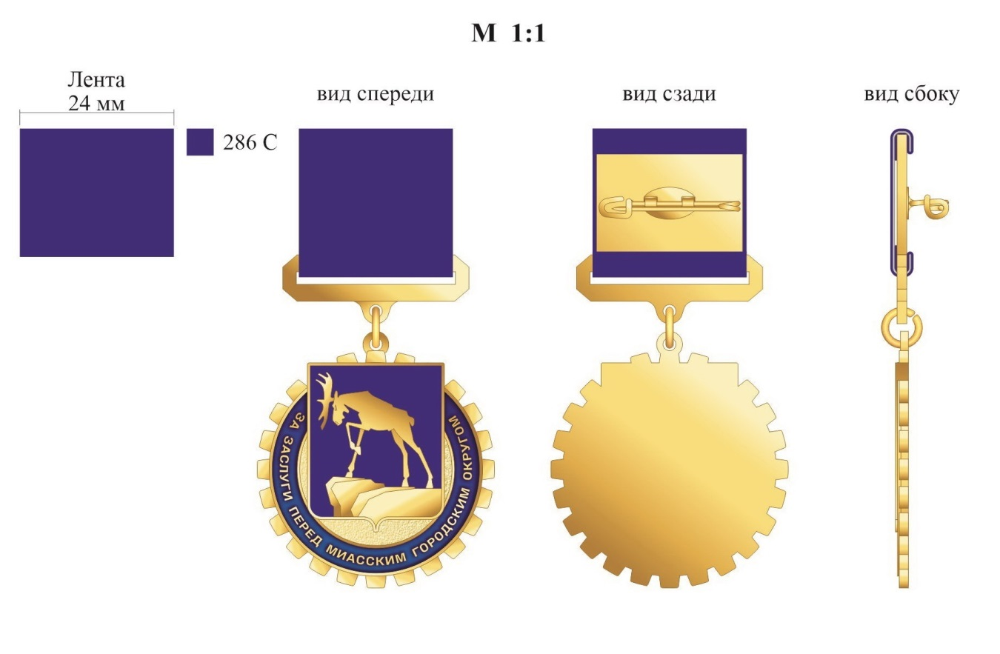 М 1:1
Лента
24 мм
вид спереди
вид сзади
вид сбоку
286 С
ЗА ЗАСЛУГИ ПЕРЕД МИАССКИМ ГОРОДСКИМ ОКРУГОМ